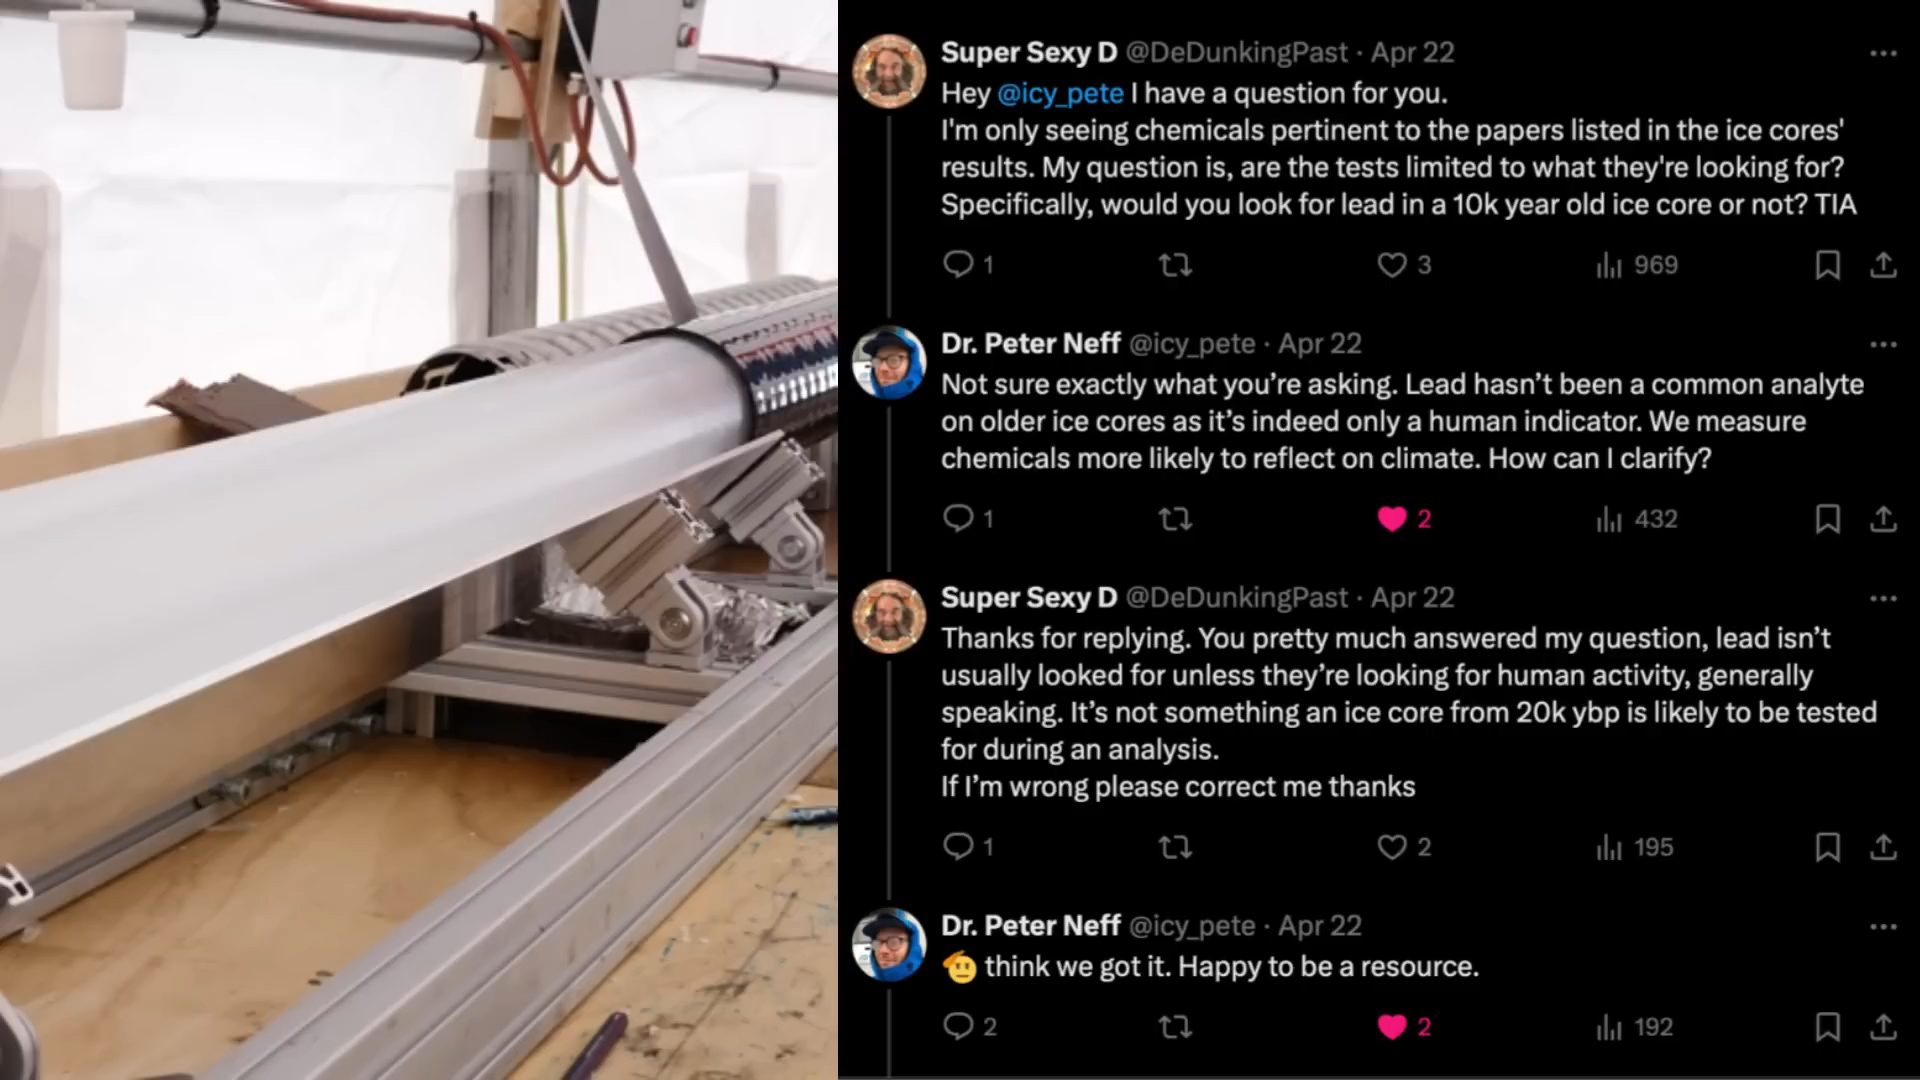 Super Sexy D @DeDunkingPast · Apr 22
Hey @icy_pete I have a question for you.
I'm only seeing chemicals pertinent to the papers listed in the ice cores'
results. My question is, are the tests limited to what they're looking for?
Specifically, would you look for lead in a 10k year old ice core or not? TIA
1 3 969
Dr. Peter Neff @icy_pete · Apr 22
Not sure exactly what you’re asking. Lead hasn’t been a common analyte
on older ice cores as it’s indeed only a human indicator. We measure
chemicals more likely to reflect on climate. How can I clarify?
1 2 432
Super Sexy D @DeDunkingPast · Apr 22
Thanks for replying. You pretty much answered my question, lead isn’t
usually looked for unless they’re looking for human activity, generally
speaking. It’s not something an ice core from 20k ybp is likely to be tested
for during an analysis.
If I’m wrong please correct me thanks
1 2 195
Dr. Peter Neff @icy_pete · Apr 22
🫡 think we got it. Happy to be a resource.
2 2 192